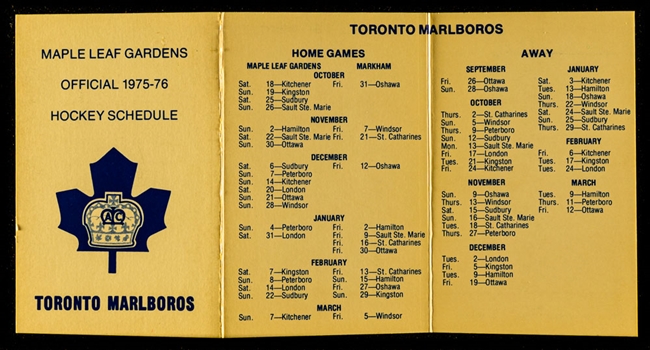 MAPLE LEAF GARDENS
OFFICIAL 1975-76
HOCKEY SCHEDULE
TORONTO MARLBOROS
TORONTO MARLBOROS
HOME GAMES
MAPLE LEAF GARDENS MARKHAM
OCTOBER
Sat. 18—Kitchener Fri. 31—Oshawa
Sun. 19—Kingston
Sat. 25—Sudbury
Sun. 26—Sault Ste. Marie
NOVEMBER
Sun. 2—Hamilton Fri. 7—Windsor
Sat. 22—Sault Ste. Marie Fri. 21—St. Catharines
Sun. 30—Ottawa
DECEMBER
Sat. 6—Sudbury Fri. 12—Oshawa
Sun. 7—Peterboro
Sun. 14—Kitchener
Sat. 20—London
Sun. 21—Ottawa
Sun. 28—Windsor
JANUARY
Sun. 4—Peterboro Fri. 2—Hamilton
Sat. 31—London Fri. 9—Sault Ste. Marie
Fri. 16—St. Catharines
Fri. 30—Ottawa
FEBRUARY
Sat. 7—Kingston Fri. 13—St. Catharines
Sun. 8—Peterboro Sun. 15—Hamilton
Sat. 14—London Fri. 27—Oshawa
Sun. 22—Sudbury Sun. 29—Kingston
MARCH
Sun. 7—Kitchener Fri. 5—Windsor
AWAY
SEPTEMBER
Fri. 26—Ottawa
Sun. 28—Oshawa
OCTOBER
Thurs. 2—St. Catharines
Sun. 5—Windsor
Thurs. 9—Peterboro
Sun. 12—Sudbury
Mon. 13—Sault Ste. Marie
Fri. 17—London
Tues. 21—Kingston
Fri. 24—Kitchener
NOVEMBER
Sun. 9—Oshawa
Thurs. 13—Windsor
Sat. 15—Sudbury
Sun. 16—Sault Ste. Marie
Tues. 18—St. Catharines
Thurs. 27—Peterboro
DECEMBER
Tues. 2—London
Fri. 5—Kingston
Tues. 9—Hamilton
Fri. 19—Ottawa
JANUARY
Sat. 3—Kitchener
Tues. 13—Hamilton
Sun. 18—Oshawa
Thurs. 22—Windsor
Sat. 24—Sault Ste. Marie
Sun. 25—Sudbury
Thurs. 29—St. Catharines
FEBRUARY
Fri. 6—Kitchener
Tues. 17—Kingston
Tues. 24—London
MARCH
Tues. 9—Hamilton
Thurs. 11—Peterboro
Fri. 12—Ottawa